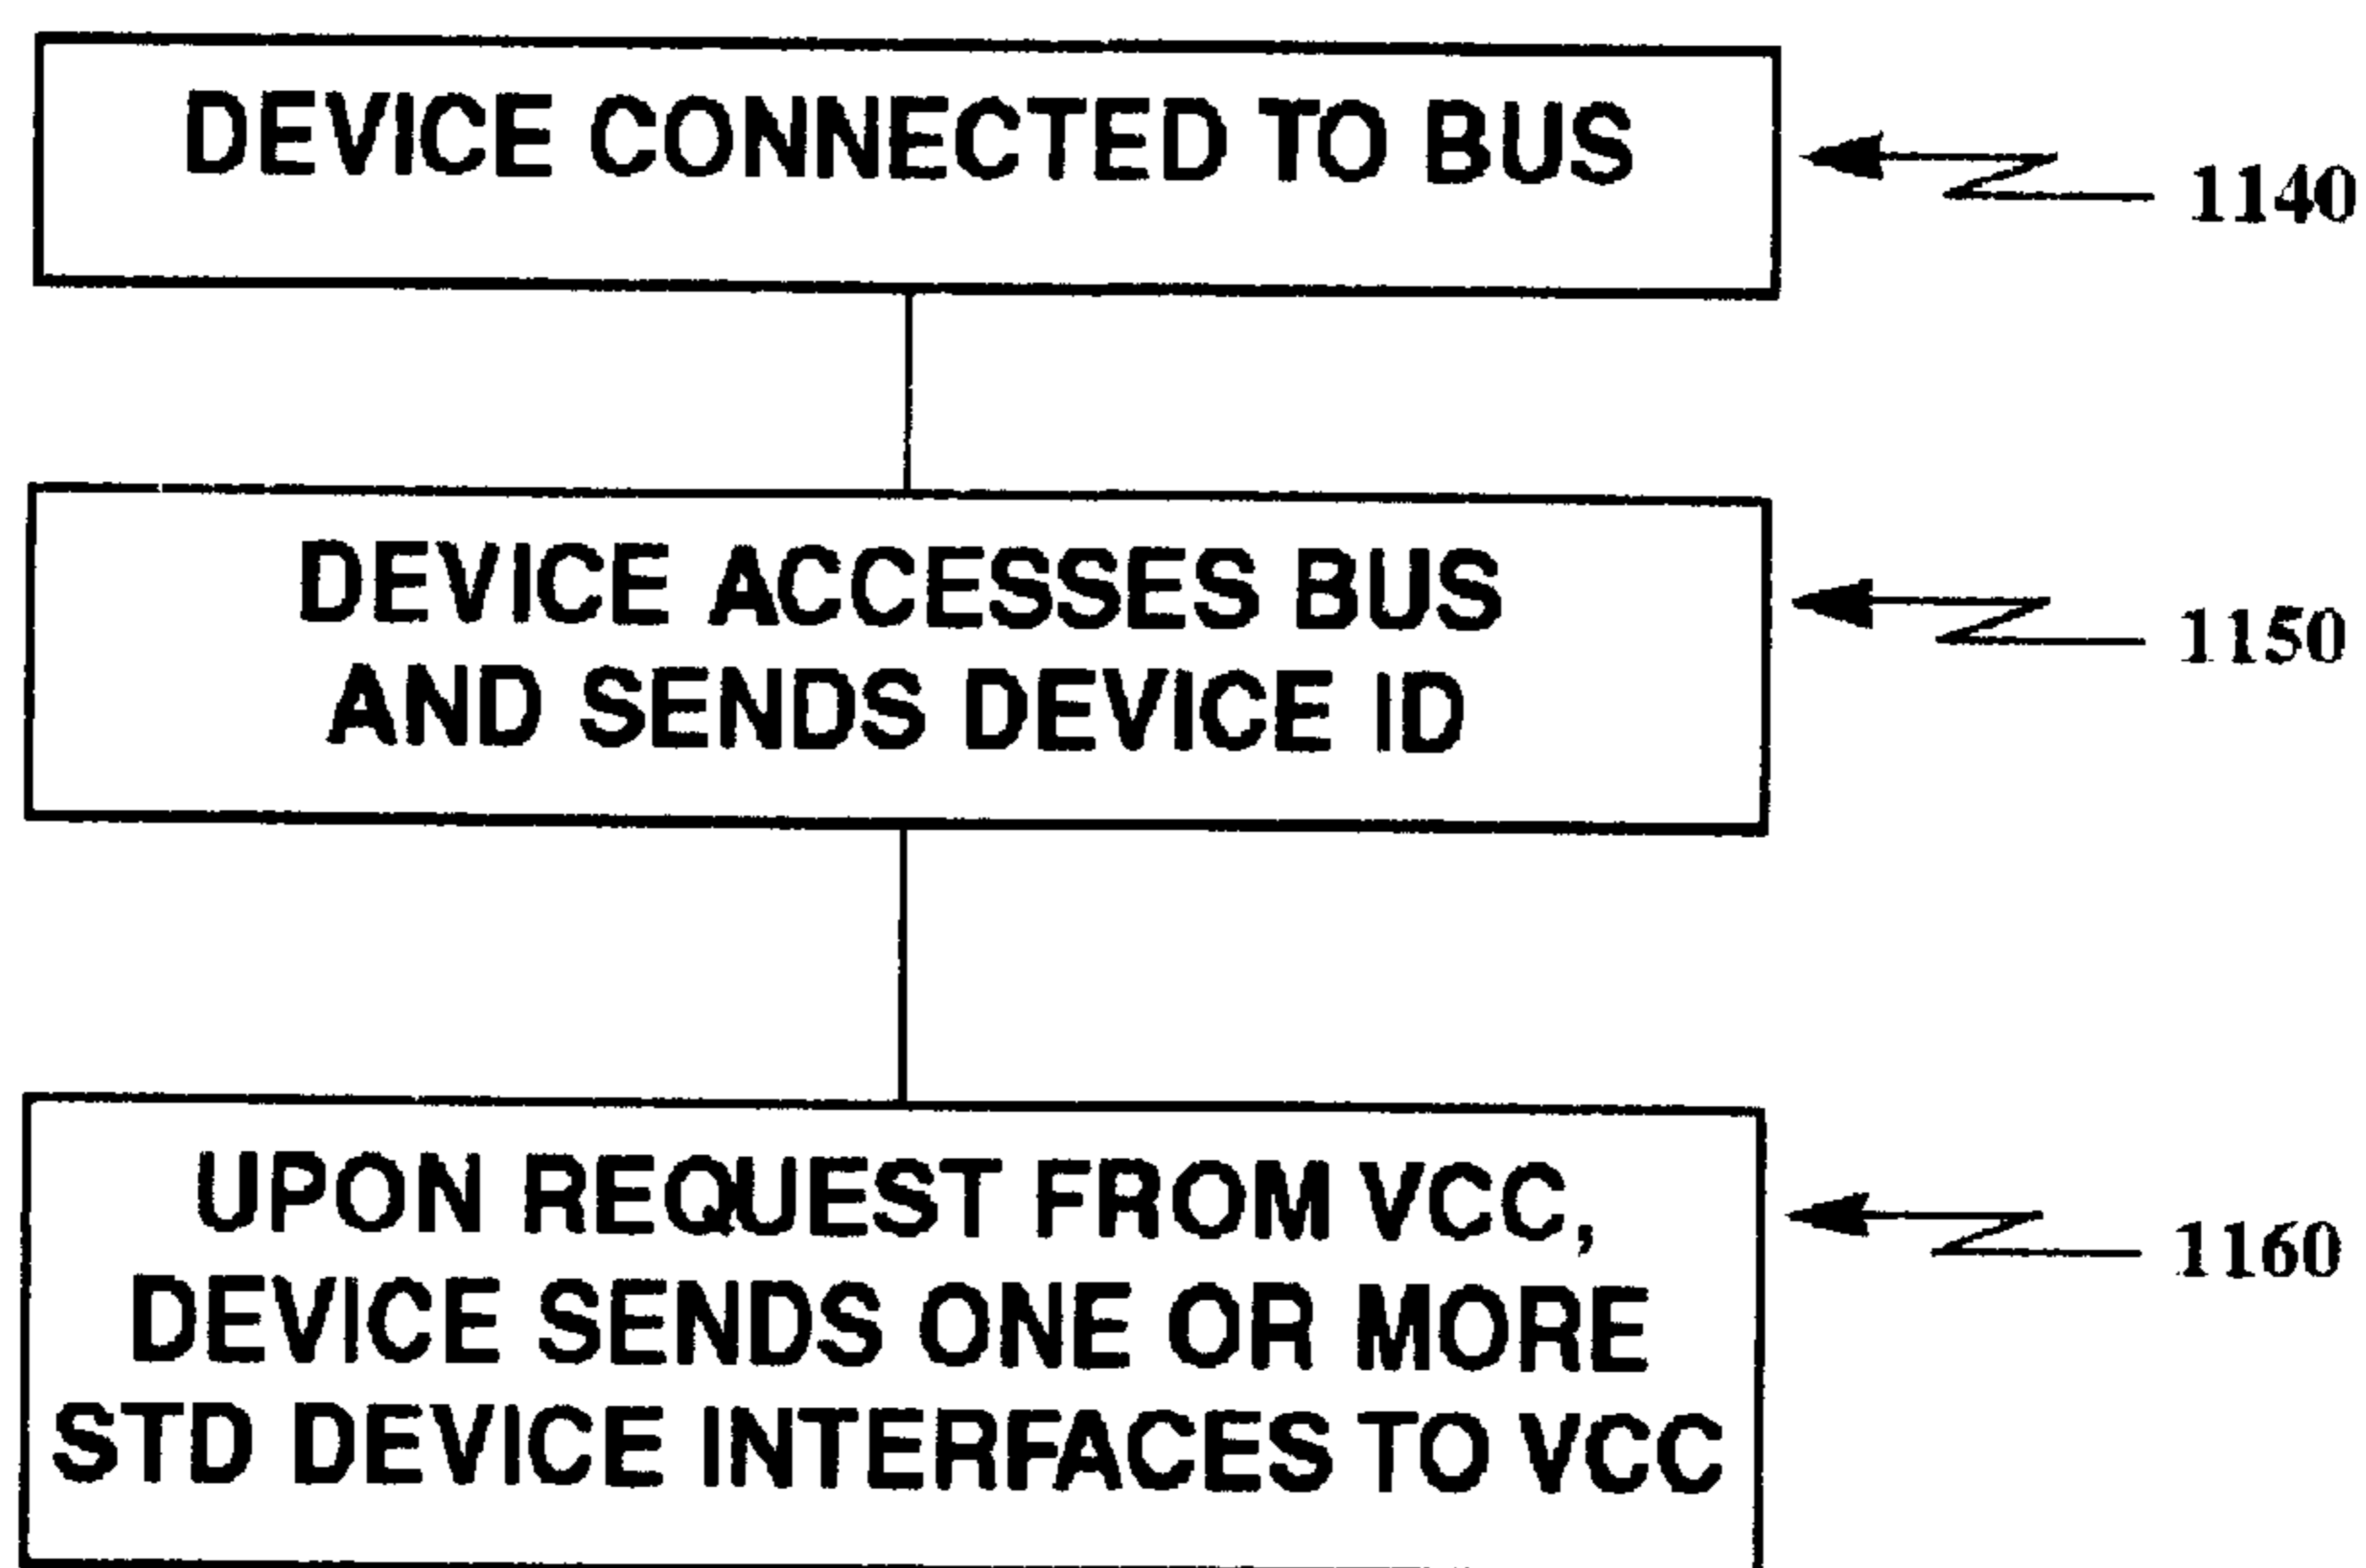 DEVICE CONNECTED TO BUS
1140
DEVICE ACCESSES BUS
AND SENDS DEVICE ID
1150
UPON REQUEST FROM VCC,
DEVICE SENDS ONE OR MORE
STD DEVICE INTERFACES TO VCC
1160